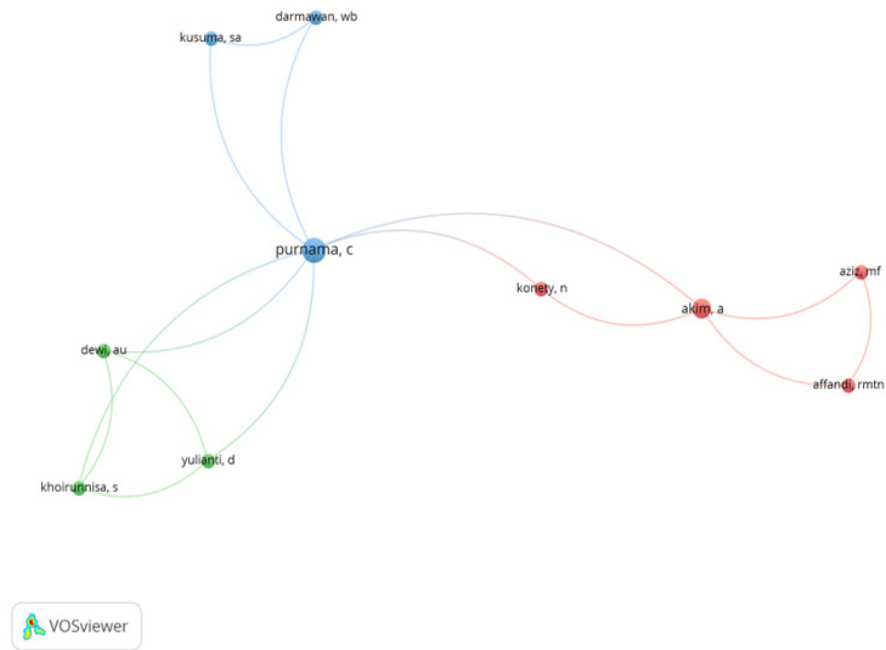 darmawan, wb
kusuma, sa
purnama, c
aziz, mf
konety, n
akim, a
dewi, au
affandi, rmtn
yulianti, d
khoirunnisa, s
VOSviewer